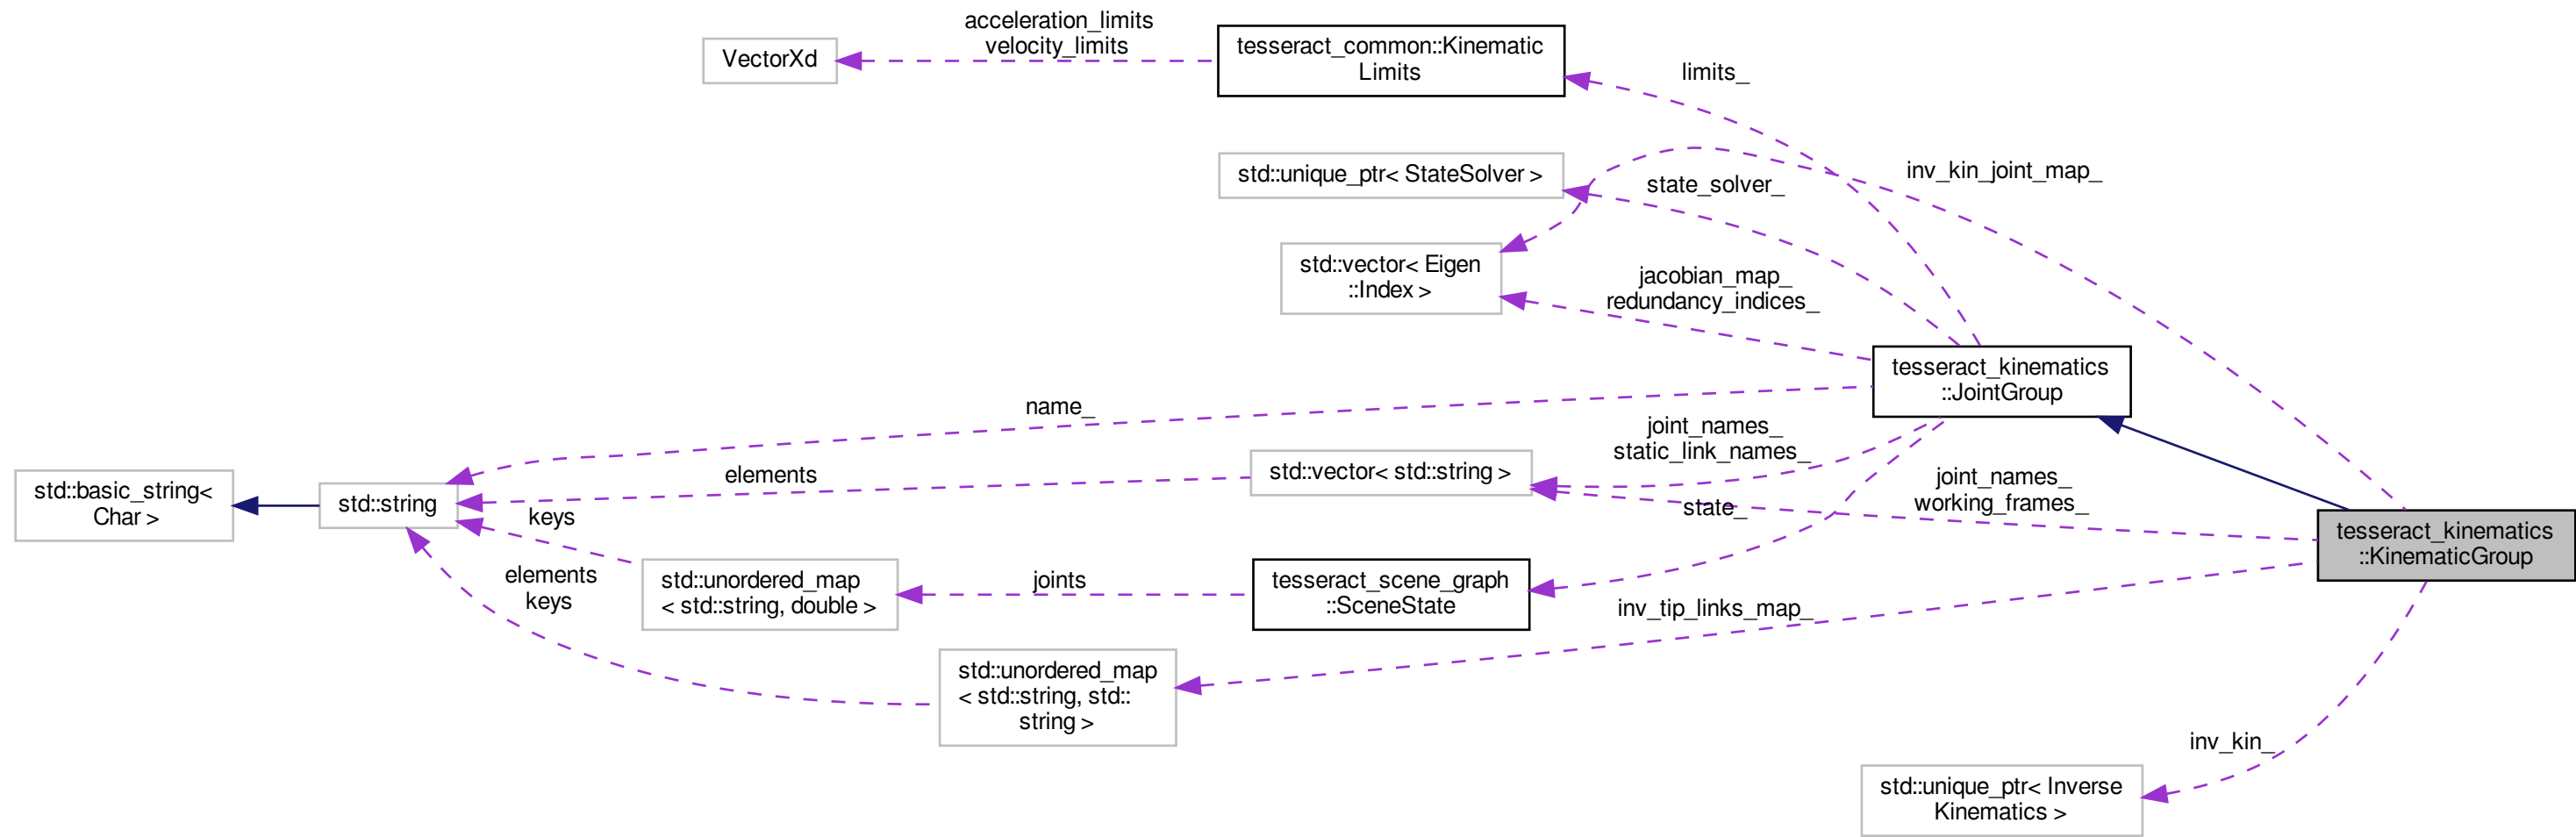 acceleration_limits
velocity_limits
VectorXd
tesseract_common::Kinematic
Limits
limits_
std::unique_ptr< StateSolver >
state_solver_
inv_kin_joint_map_
std::vector< Eigen
::Index >
jacobian_map_
redundancy_indices_
tesseract_kinematics
::JointGroup
name_
joint_names_
static_link_names_
elements
std::vector< std::string >
std::basic_string<
Char >
std::string
keys
state_
joint_names_
working_frames_
tesseract_kinematics
::KinematicGroup
elements
keys
std::unordered_map
< std::string, double >
joints
tesseract_scene_graph
::SceneState
inv_tip_links_map_
std::unordered_map
< std::string, std::
string >
inv_kin_
std::unique_ptr< Inverse
Kinematics >